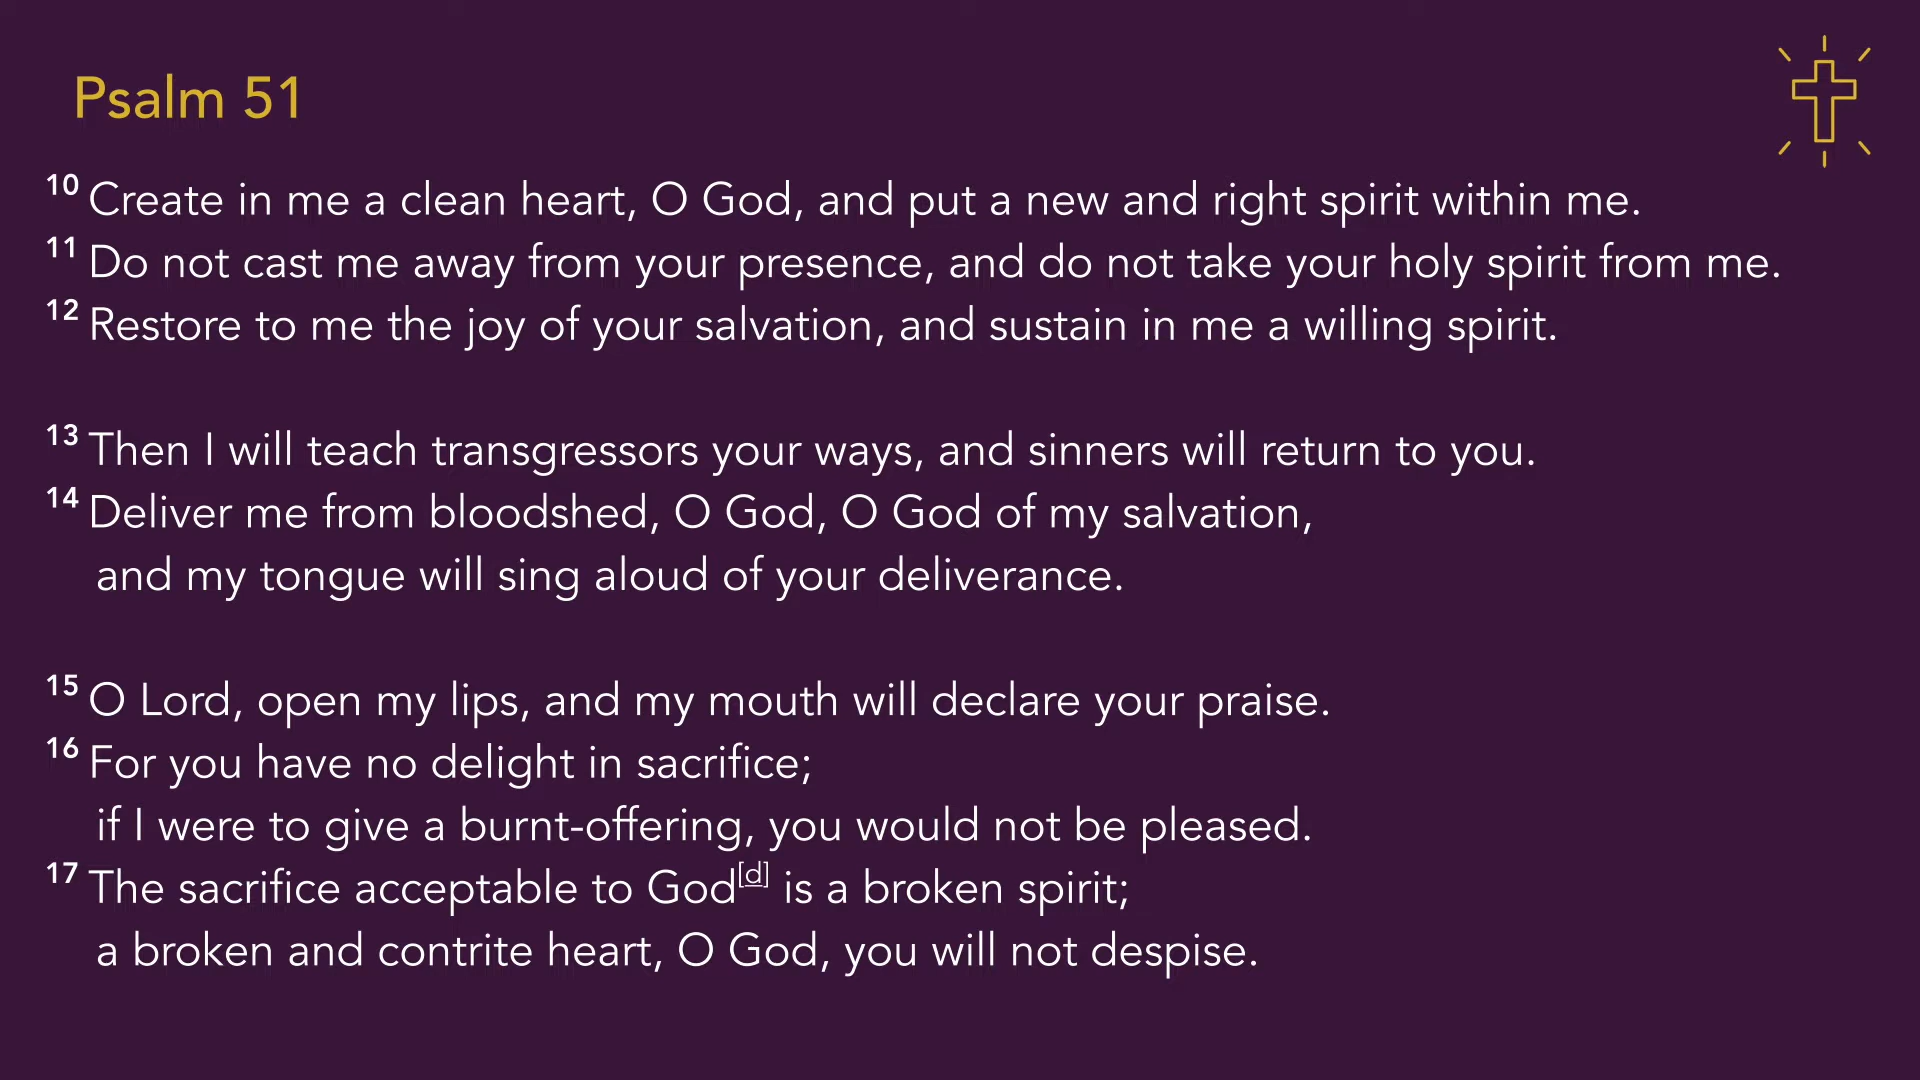 Psalm 51
10 Create in me a clean heart, O God, and put a new and right spirit within me.
11 Do not cast me away from your presence, and do not take your holy spirit from me.
12 Restore to me the joy of your salvation, and sustain in me a willing spirit.
13 Then I will teach transgressors your ways, and sinners will return to you.
14 Deliver me from bloodshed, O God, O God of my salvation,
and my tongue will sing aloud of your deliverance.
15 O Lord, open my lips, and my mouth will declare your praise.
16 For you have no delight in sacrifice;
if I were to give a burnt-offering, you would not be pleased.
17 The sacrifice acceptable to God[d] is a broken spirit;
a broken and contrite heart, O God, you will not despise.